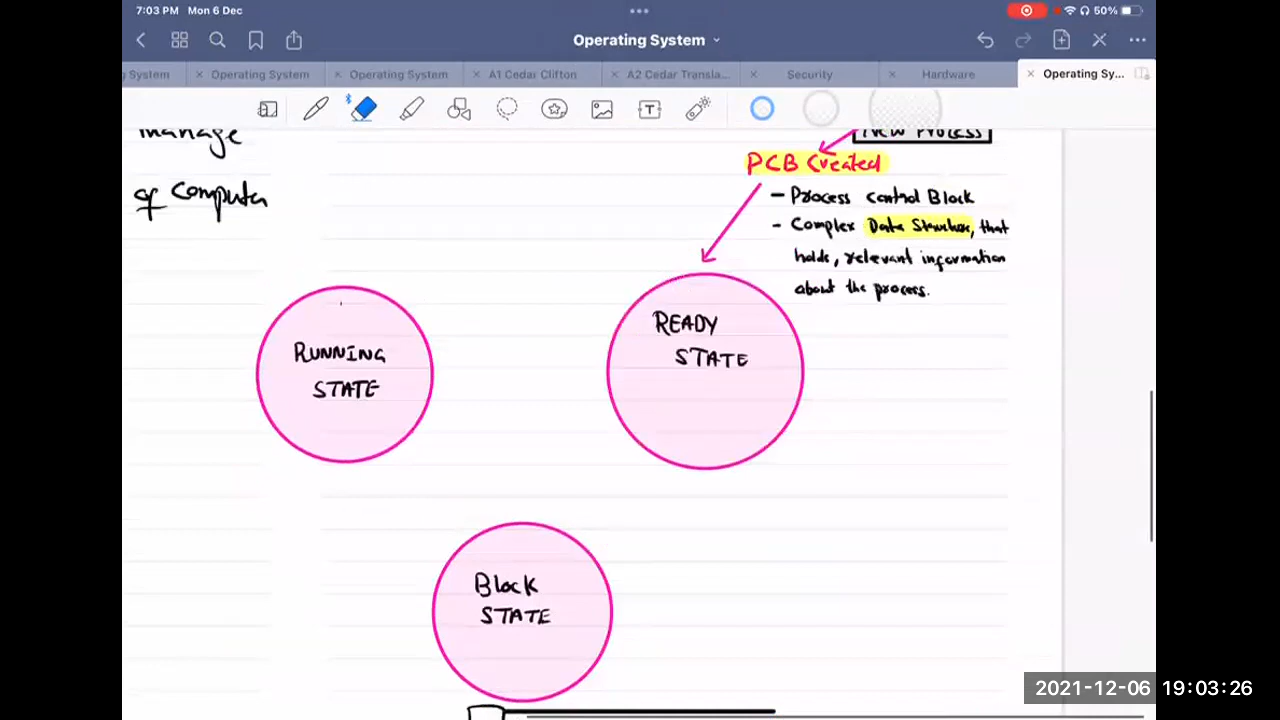 7:03 PM Mon 6 Dec
50%
Operating System
g System
Operating System
Operating System
A1 Cedar Clifton
A2 Cedar Transla...
Security
Hardware
Operating Sy...
T
manage
of Computer
New Process
PCB Created
- Process control Block
- Complex Data Structure, that
holds, relevant information
about the process.
READY
STATE
RUNNING
STATE
Block
STATE
2021-12-06 19:03:26